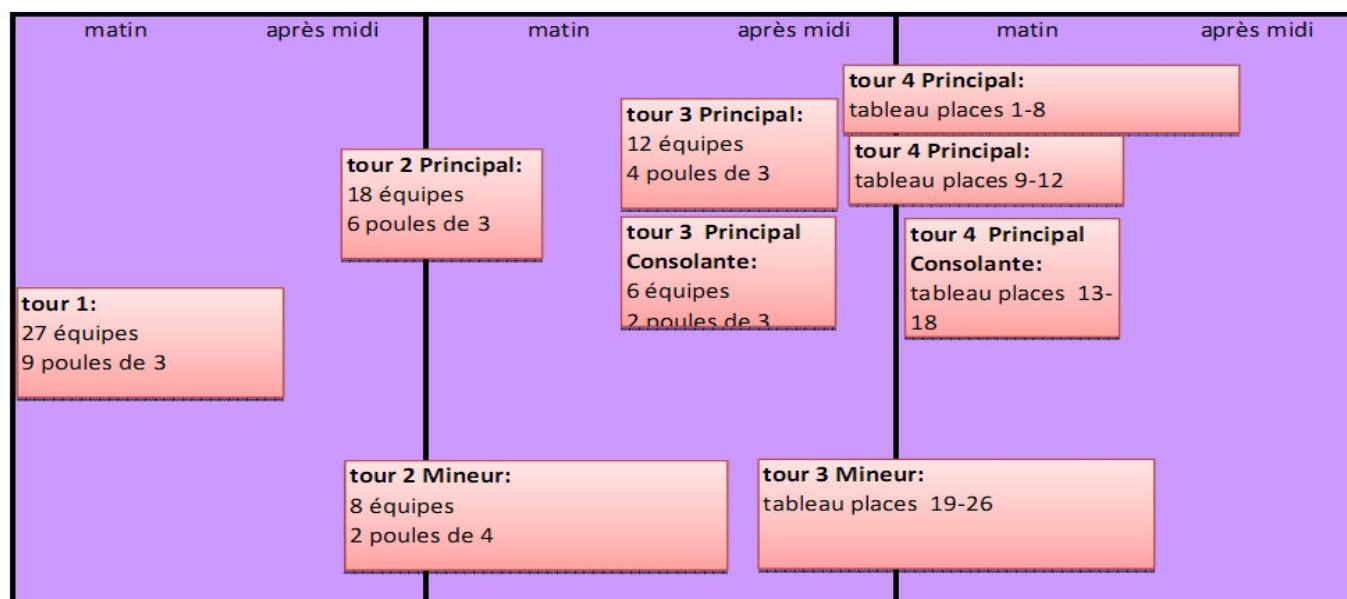 matin après midi matin après midi matin après midi
tour 1:
27 équipes
9 poules de 3
tour 2 Principal:
18 équipes
6 poules de 3
tour 2 Mineur:
8 équipes
2 poules de 4
tour 3 Principal:
12 équipes
4 poules de 3
tour 3 Principal
Consolante:
6 équipes
2 poules de 3
tour 3 Mineur:
tableau places 19-26
tour 4 Principal:
tableau places 1-8
tour 4 Principal:
tableau places 9-12
tour 4 Principal
Consolante:
tableau places 13-
18